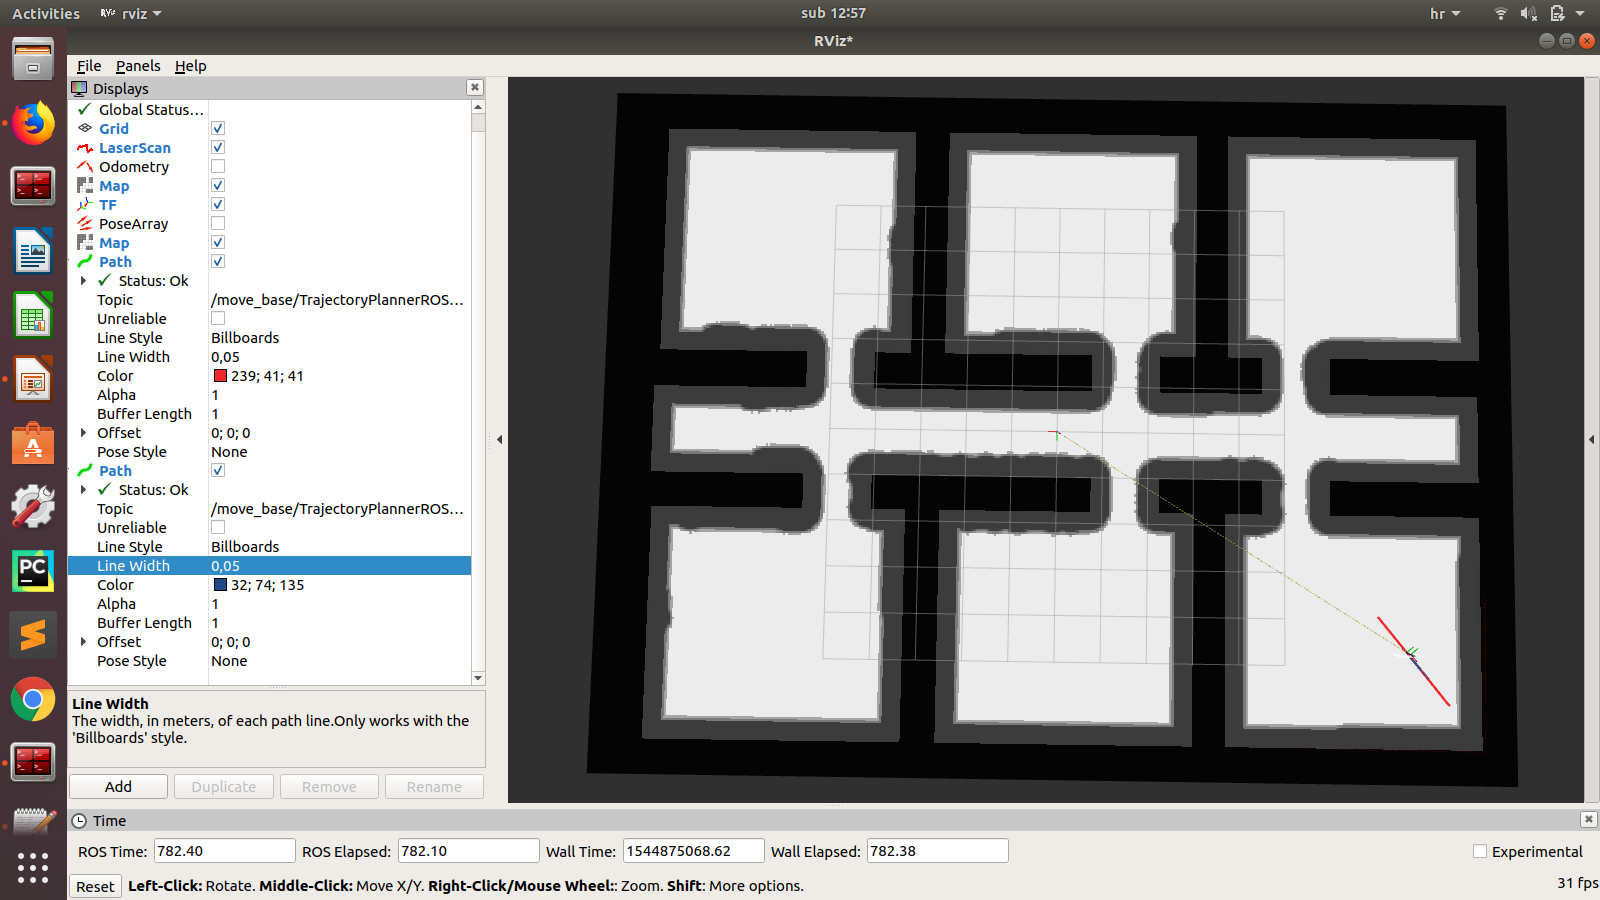 Activities
RViz
rviz
sub 12:57
hr
RViz*
File Panels Help
Displays
Global Status...
Grid
LaserScan
Odometry
Map
TF
PoseArray
Map
Path
Status: Ok
Topic /move_base/TrajectoryPlannerROS...
Unreliable
Line Style Billboards
Line Width 0,05
Color 239; 41; 41
Alpha 1
Buffer Length 1
Offset 0; 0; 0
Pose Style None
Path
Status: Ok
Topic /move_base/TrajectoryPlannerROS...
Unreliable
Line Style Billboards
Line Width 0,05
Color 32; 74; 135
Alpha 1
Buffer Length 1
Offset 0; 0; 0
Pose Style None
Line Width
The width, in meters, of each path line.Only works with the
'Billboards' style.
Add Duplicate Remove Rename
PC
Time
ROS Time: 782.40 ROS Elapsed: 782.10 Wall Time: 1544875068.62 Wall Elapsed: 782.38 Experimental
Reset Left-Click: Rotate. Middle-Click: Move X/Y. Right-Click/Mouse Wheel:: Zoom. Shift: More options. 31 fps